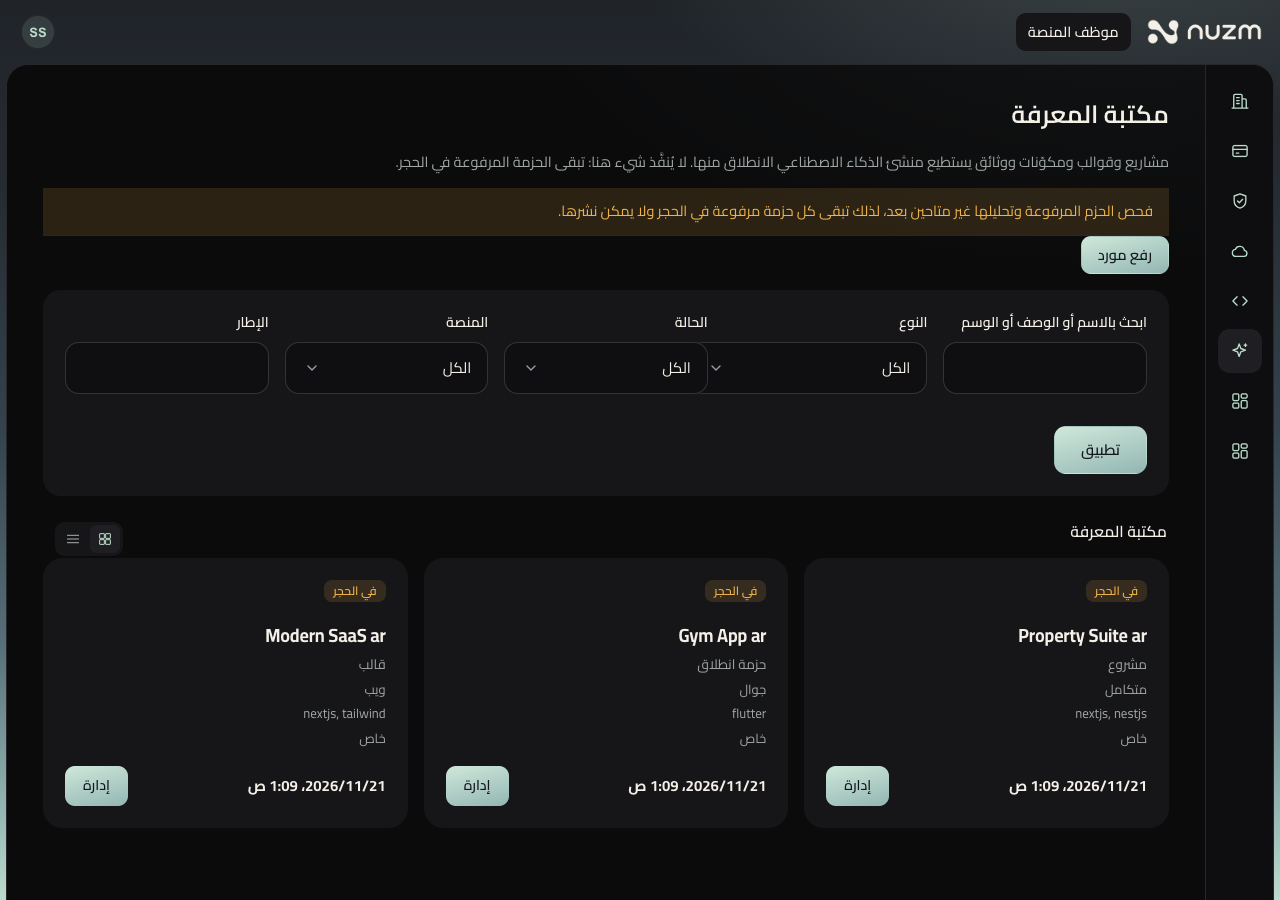 nuzm
موظف المنصة
SS
مكتبة المعرفة
مشاريع وقوالب ومكوّنات ووثائق يستطيع منشئ الذكاء الاصطناعي الانطلاق منها. لا يُنفَّذ شيء هنا: تبقى الحزمة المرفوعة في الحجر.
فحص الحزم المرفوعة وتحليلها غير متاحين بعد، لذلك تبقى كل حزمة مرفوعة في الحجر ولا يمكن نشرها.
رفع مورد
ابحث بالاسم أو الوصف أو الوسم
النوع
الحالة
المنصة
الإطار
الكل
الكل
الكل
تطبيق
مكتبة المعرفة
في الحجر
Property Suite ar
مشروع
متكامل
nextjs, nestjs
خاص
2026/11/21، 1:09 ص
إدارة
في الحجر
Gym App ar
حزمة انطلاق
جوال
flutter
خاص
2026/11/21، 1:09 ص
إدارة
في الحجر
Modern SaaS ar
قالب
ويب
nextjs, tailwind
خاص
2026/11/21، 1:09 ص
إدارة